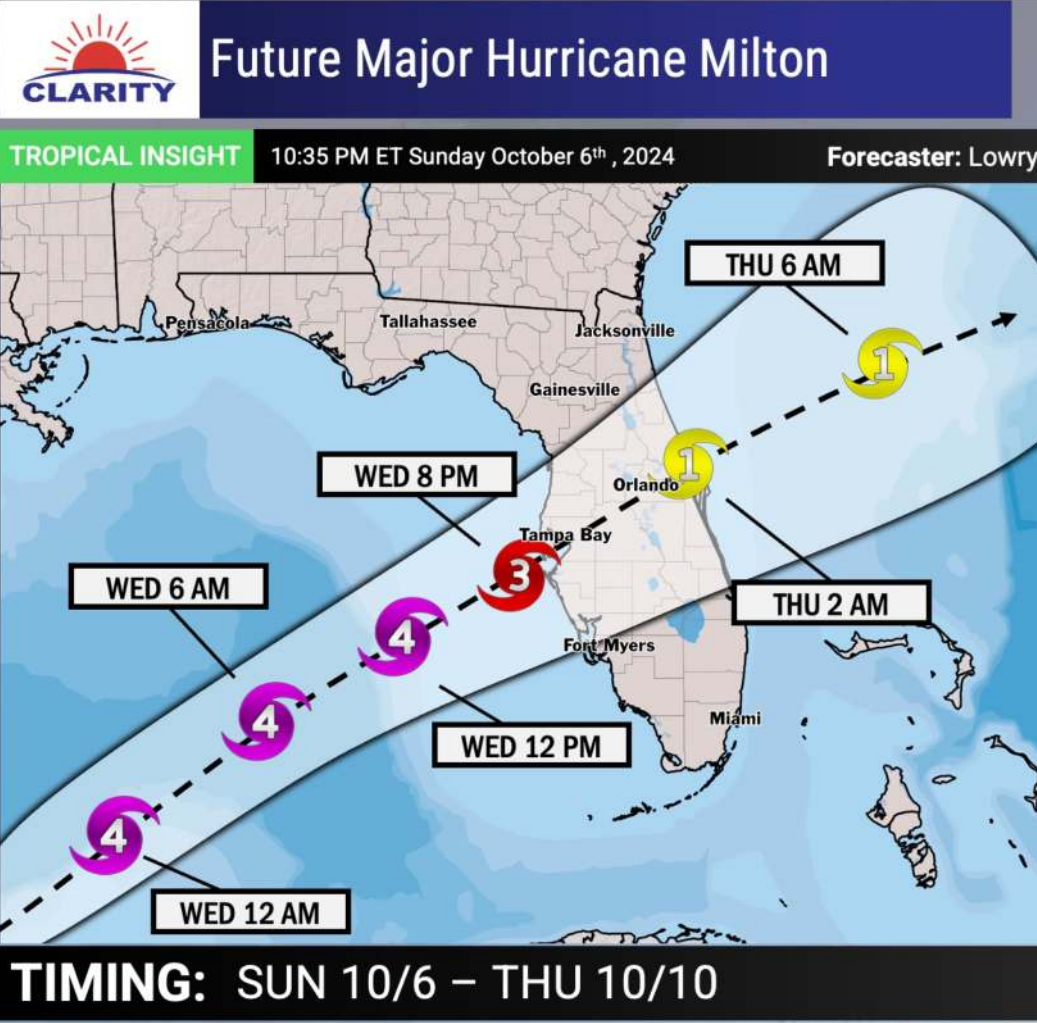 CLARITY
Future Major Hurricane Milton
TROPICAL INSIGHT
10:35 PM ET Sunday October 6th , 2024
Forecaster: Lowry
THU 6 AM
Pensacola
Tallahassee
Jacksonville
1
Gainesville
WED 8 PM
1
Orlando
Tampa Bay
WED 6 AM
3
THU 2 AM
4
Fort Myers
4
Miami
WED 12 PM
4
WED 12 AM
TIMING: SUN 10/6 – THU 10/10